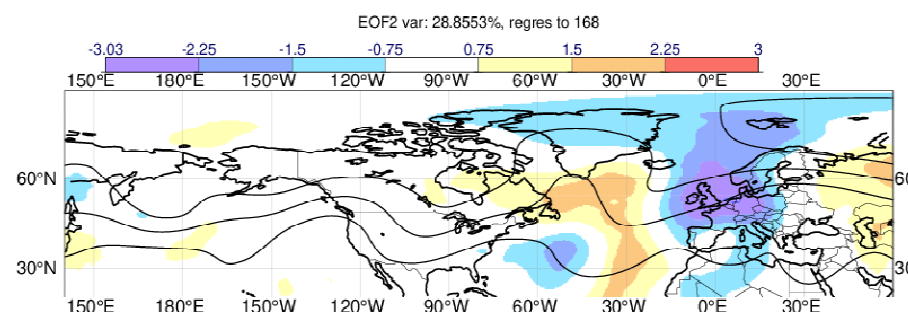 EOF2 var: 28.8553%, regres to 168
-3.03 -2.25 -1.5 -0.75 0.75 1.5 2.25 3
150°E 180°E 150°W 120°W 90°W 60°W 30°W 0°E 30°E
60°N 60
30°N 30
150°E 180°E 150°W 120°W 90°W 60°W 30°W 0°E 30°E